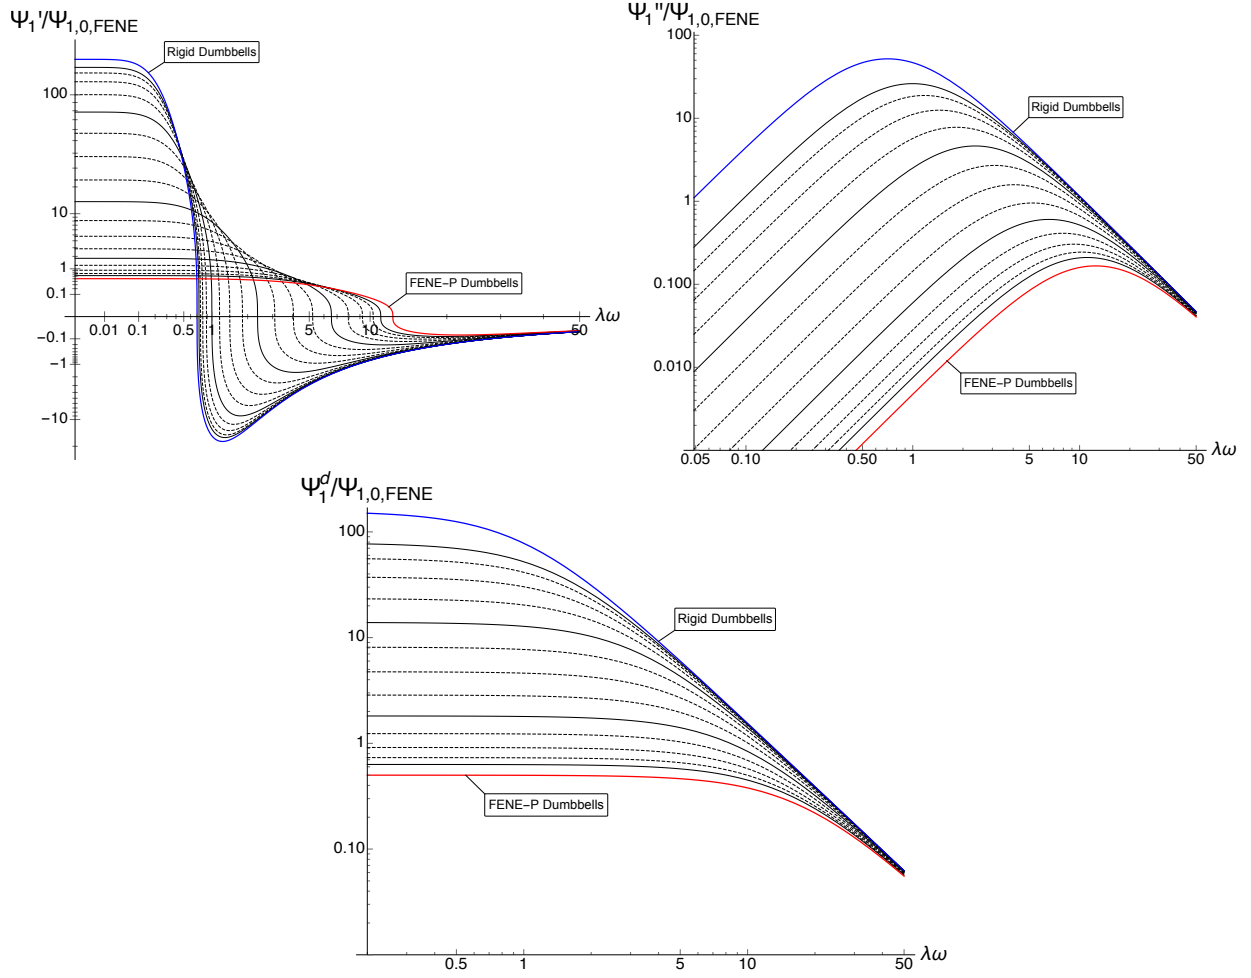 Ψ₁'/Ψ₁,₀,FENE
Rigid Dumbbells
100
10
1
0.1
FENE−P Dumbbells
λω
0.01 0.1 0.5 1 5 10 50
−0.1
−1
−10
Ψ₁''/Ψ₁,₀,FENE
100
Rigid Dumbbells
10
1
0.100
0.010
FENE−P Dumbbells
0.05 0.10 0.50 1 5 10 50 λω
Ψ₁ᵈ/Ψ₁,₀,FENE
100
Rigid Dumbbells
10
1
FENE−P Dumbbells
0.10
0.5 1 5 10 50 λω